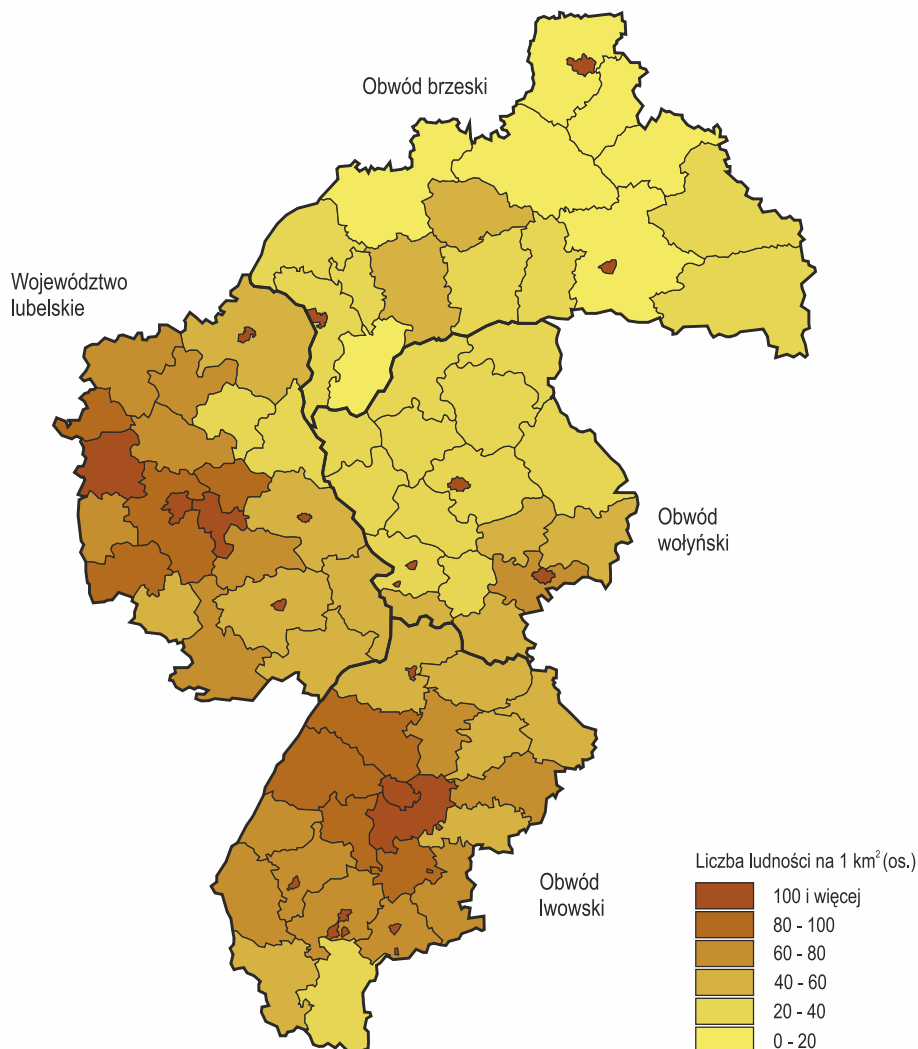 Obwód brzeski
Województwo
lubelskie
Obwód
wołyński
Obwód
lwowski
Liczba ludności na 1 km² (os.)
100 i więcej
80 - 100
60 - 80
40 - 60
20 - 40
0 - 20